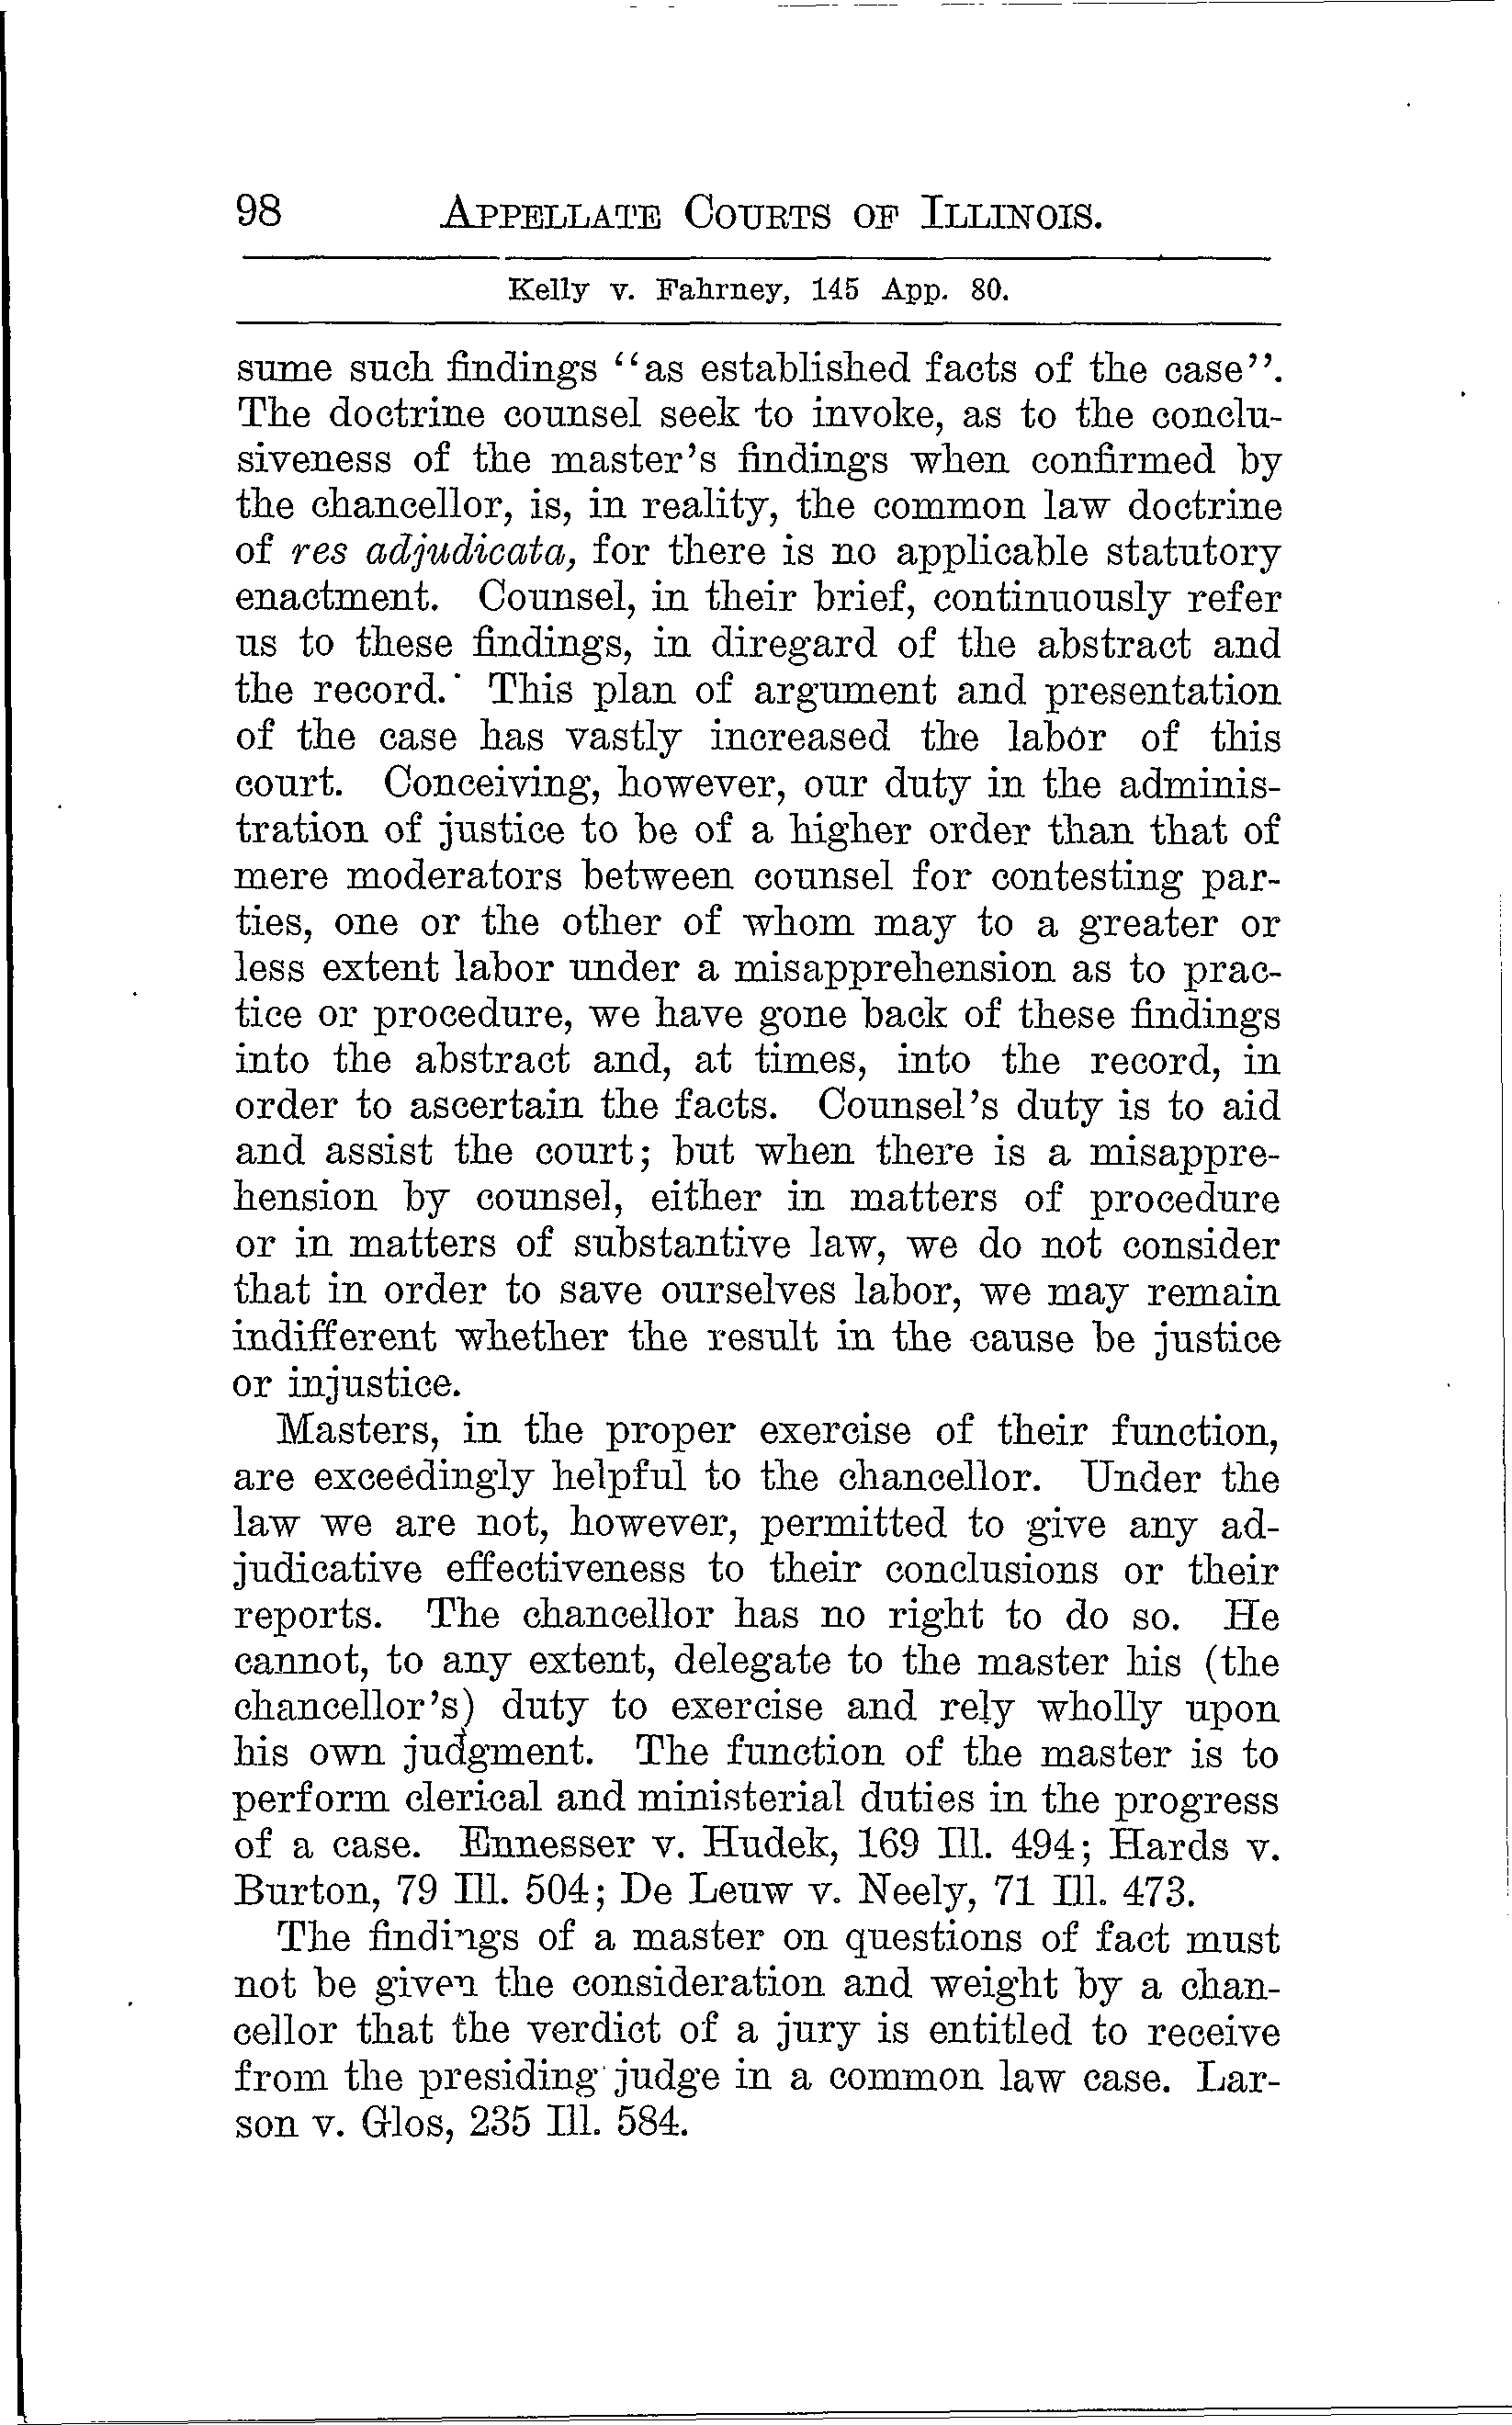 98 APPELLATE COURTS OF ILLINOIS.
Kelly v. Fahrney, 145 App. 80.
sume such findings “as established facts of the case”.
The doctrine counsel seek to invoke, as to the conclu-
siveness of the master's findings when confirmed by
the chancellor, is, in reality, the common law doctrine
of res adjudicata, for there is no applicable statutory
enactment. Counsel, in their brief, continuously refer
us to these findings, in diregard of the abstract and
the record. This plan of argument and presentation
of the case has vastly increased the labor of this
court. Conceiving, however, our duty in the adminis-
tration of justice to be of a higher order than that of
mere moderators between counsel for contesting par-
ties, one or the other of whom may to a greater or
less extent labor under a misapprehension as to prac-
tice or procedure, we have gone back of these findings
into the abstract and, at times, into the record, in
order to ascertain the facts. Counsel's duty is to aid
and assist the court; but when there is a misappre-
hension by counsel, either in matters of procedure
or in matters of substantive law, we do not consider
that in order to save ourselves labor, we may remain
indifferent whether the result in the cause be justice
or injustice.
Masters, in the proper exercise of their function,
are exceedingly helpful to the chancellor. Under the
law we are not, however, permitted to give any ad-
judicative effectiveness to their conclusions or their
reports. The chancellor has no right to do so. He
cannot, to any extent, delegate to the master his (the
chancellor's) duty to exercise and rely wholly upon
his own judgment. The function of the master is to
perform clerical and ministerial duties in the progress
of a case. Ennesser v. Hudek, 169 Ill. 494; Hards v.
Burton, 79 Ill. 504; De Leuw v. Neely, 71 Ill. 473.
The findings of a master on questions of fact must
not be given the consideration and weight by a chan-
cellor that the verdict of a jury is entitled to receive
from the presiding judge in a common law case. Lar-
son v. Glos, 235 Ill. 584.